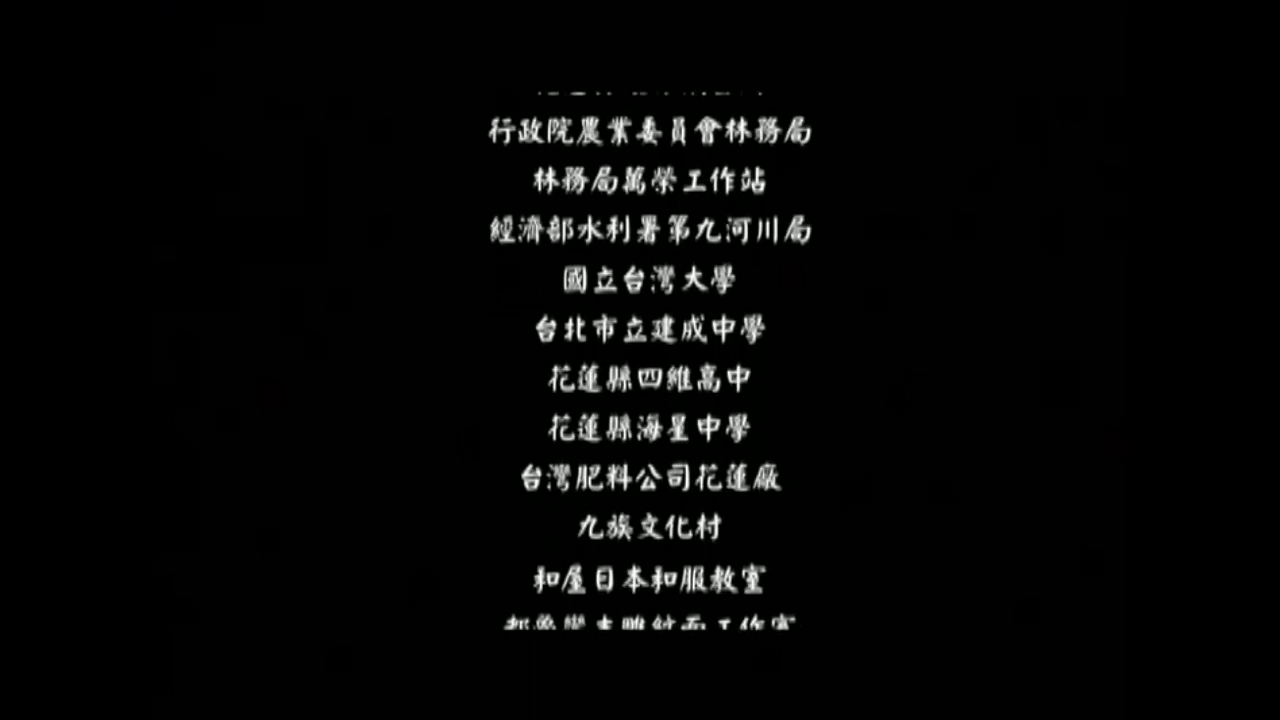 行政院農業委員會林務局
林務局萬榮工作站
經濟部水利署第九河川局
國立台灣大學
台北市立建成中學
花蓮縣四維高中
花蓮縣海星中學
台灣肥料公司花蓮廠
九族文化村
和屋日本和服教室